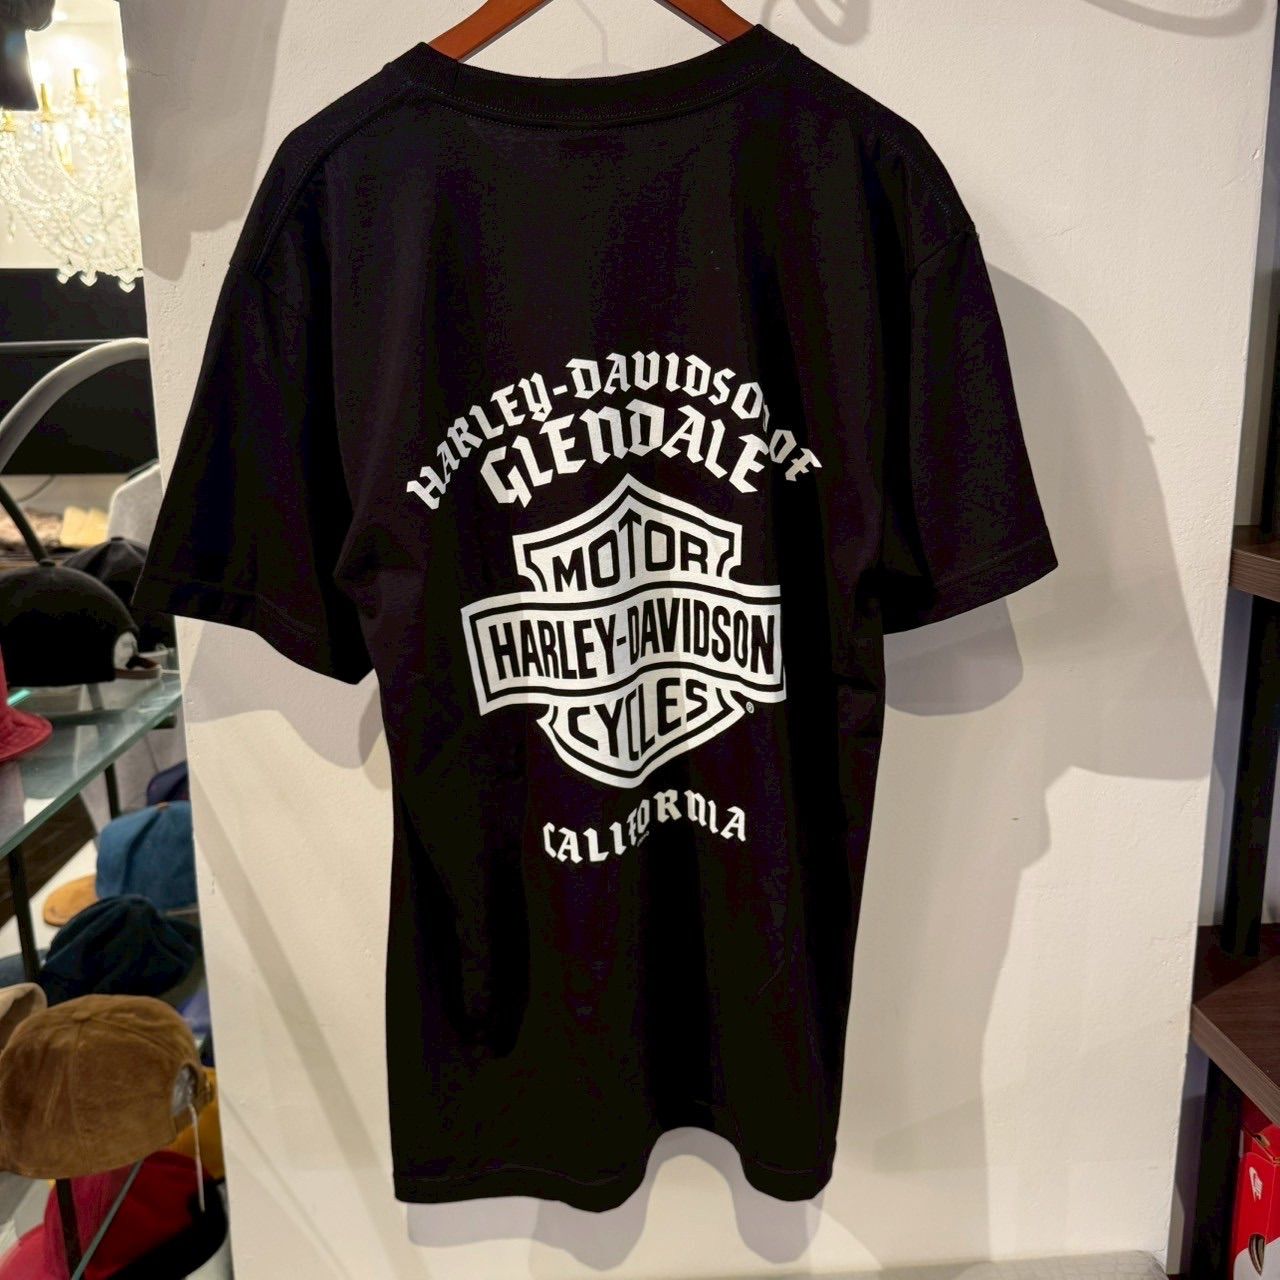 HARLEY-DAVIDSON OF
GLENDALE
MOTOR
HARLEY-DAVIDSON
CYCLES
®
CALIFORNIA